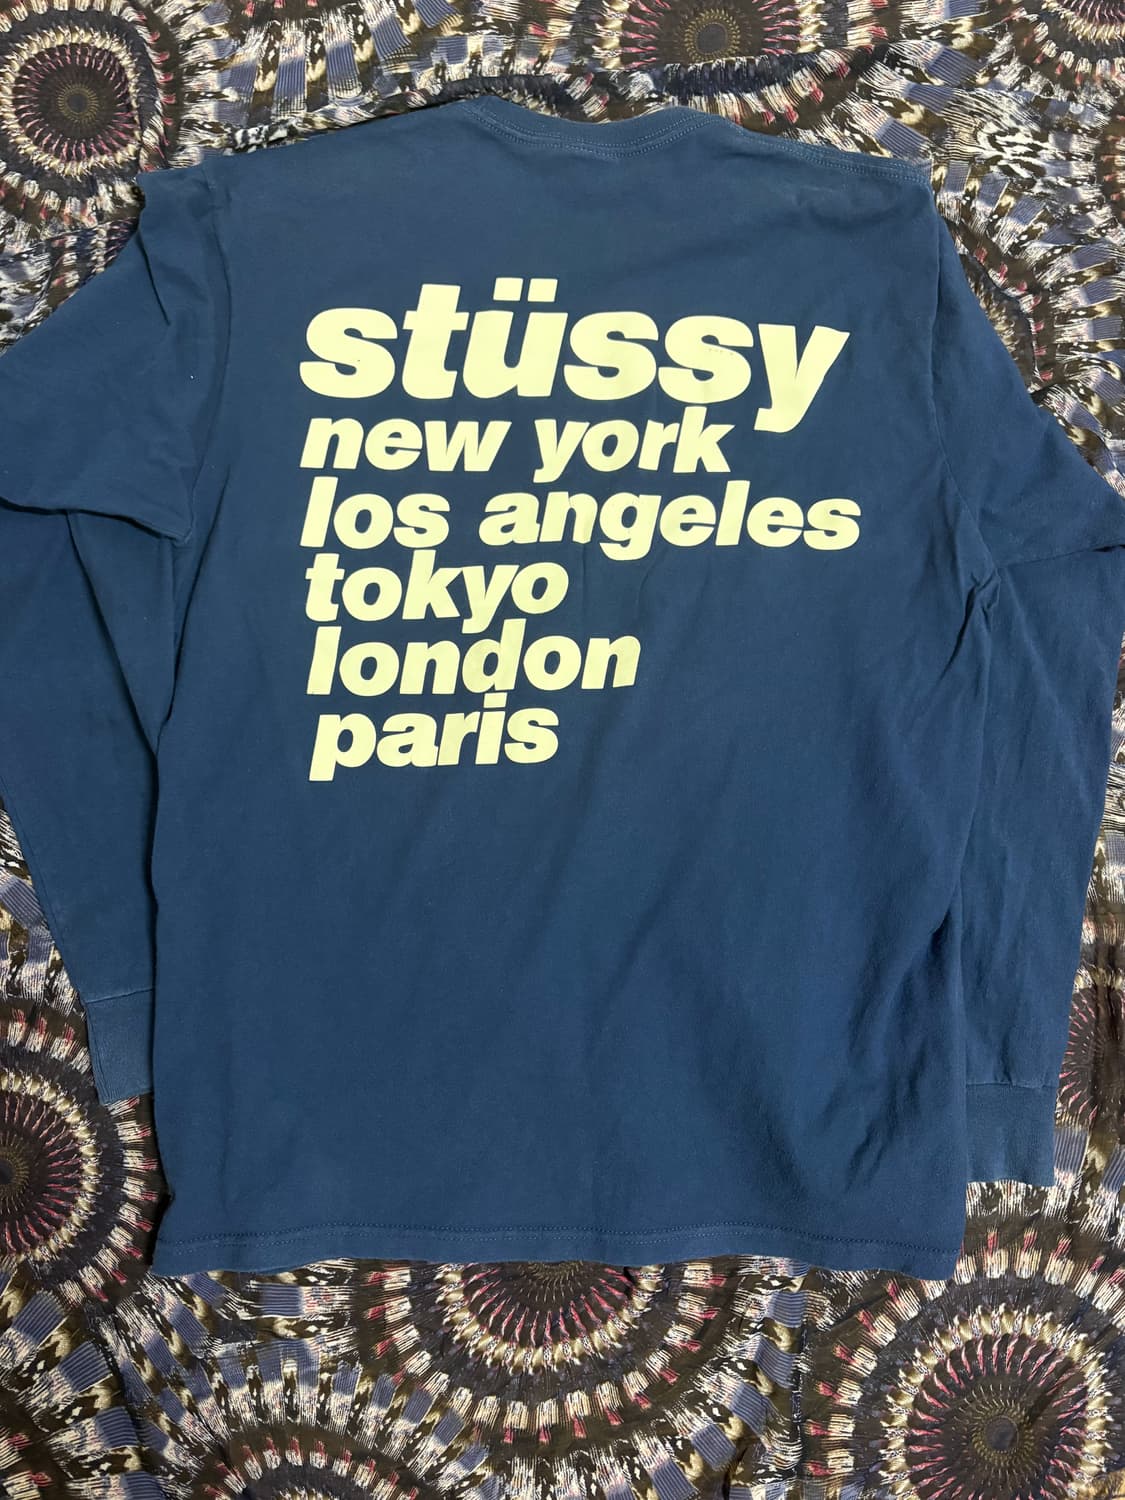 stüssy
new york
los angeles
tokyo
london
paris